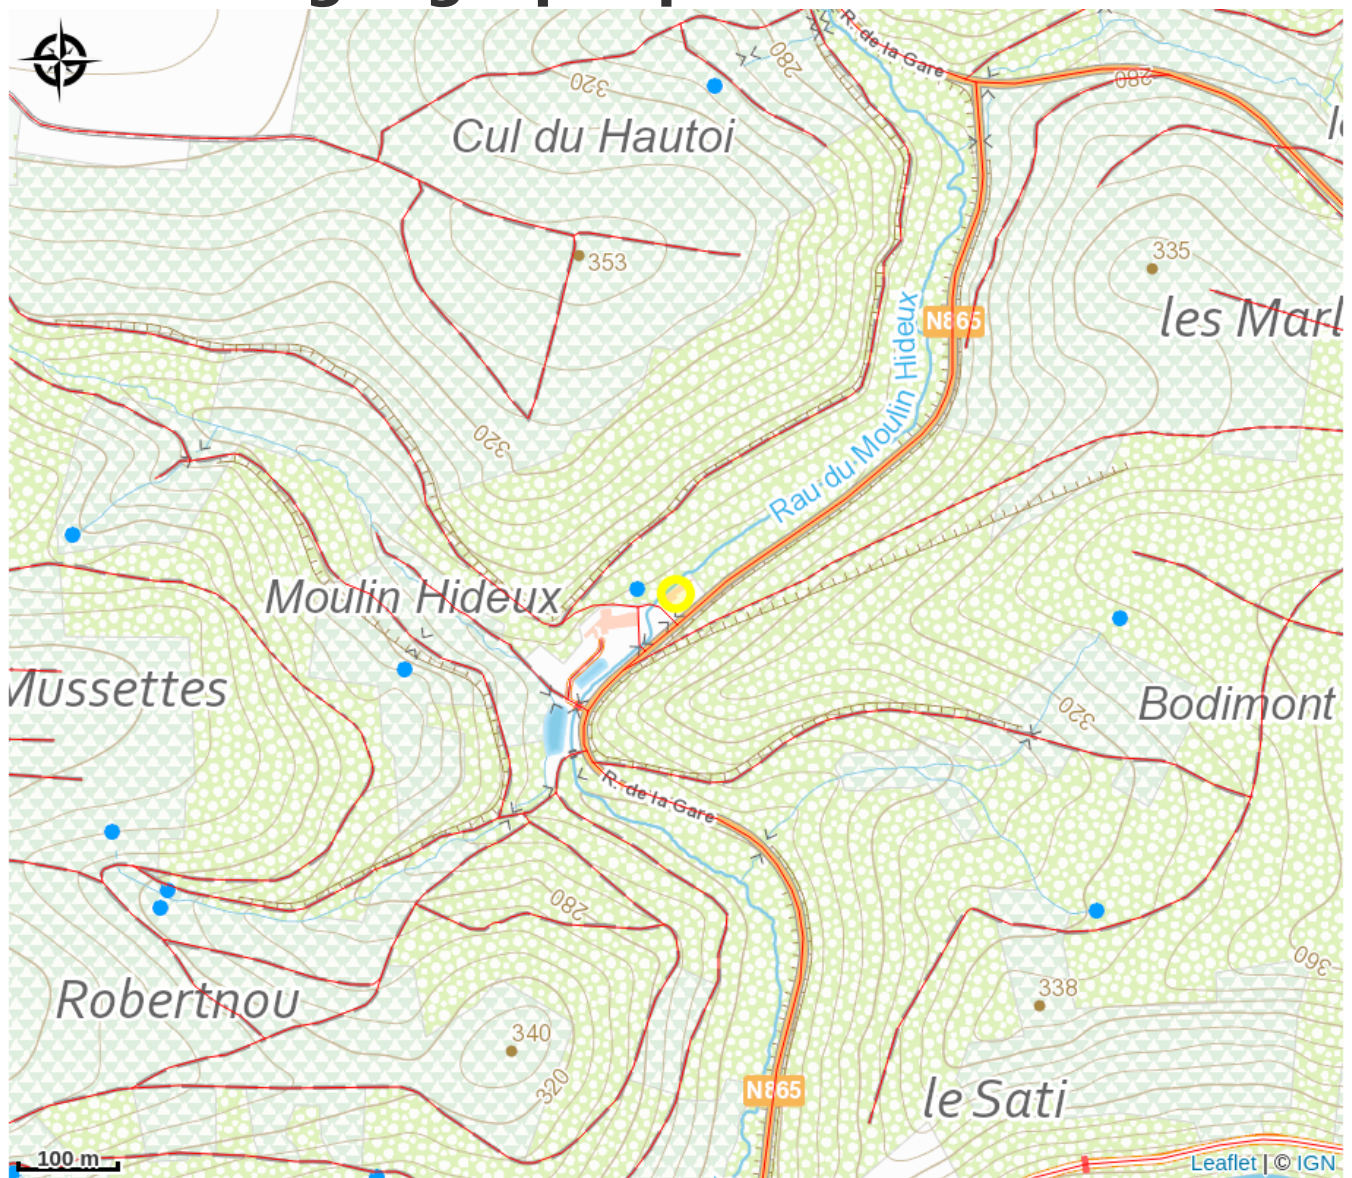 R. de la Gare
280
280
320
Cul du Hautoi
353
335
les Marl
N865
Rau du Moulin Hideux
320
Moulin Hideux
Mussettes
320
Bodimont
R. de la Gare
280
360
Robertnou
338
340
320
N865
le Sati
100 m
Leaflet | © IGN